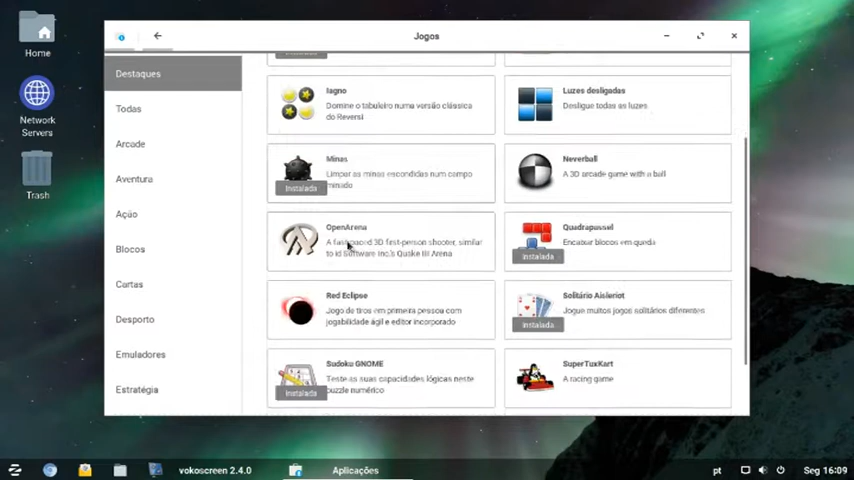 Home
Network
Servers
Trash
Jogos
Destaques
Todas
Arcade
Aventura
Ação
Blocos
Cartas
Desporto
Emuladores
Estratégia
Iagno
Domine o tabuleiro numa versão clássica
do Reversi
Luzes desligadas
Desligue todas as luzes
Minas
Limpar as minas escondidas num campo
minado
Instalada
Neverball
A 3D arcade game with a ball
OpenArena
A fast-paced 3D first-person shooter, similar
to id Software Inc.'s Quake III Arena
Quadrapassel
Encaixar blocos em queda
Instalada
Red Eclipse
Jogo de tiros em primeira pessoa com
jogabilidade ágil e editor incorporado
Solitário Aisleriot
Jogue muitos jogos solitários diferentes
Instalada
Sudoku GNOME
Teste as suas capacidades lógicas neste
puzzle numérico
Instalada
SuperTuxKart
A racing game
vokoscreen 2.4.0
Aplicações
pt
Seg 16:09